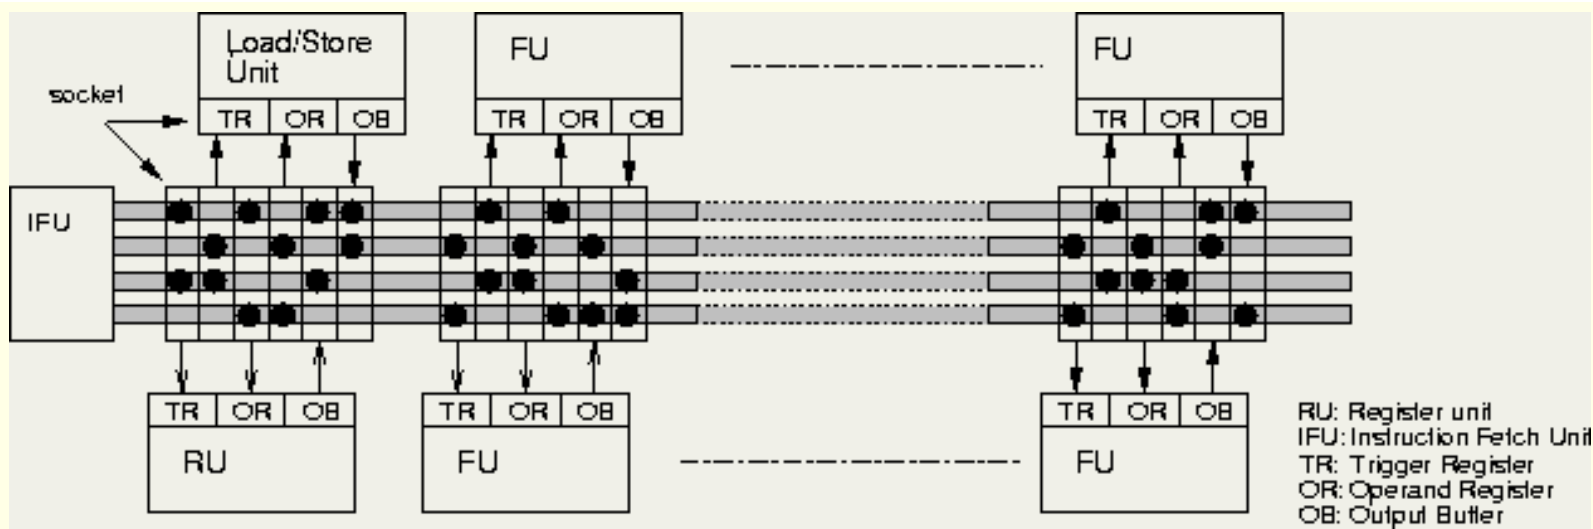 Load/Store
Unit
FU
FU
socket
TR OR OB
TR OR OB
TR OR OB
IFU
TR OR OB
TR OR OB
TR OR OB
RU
FU
FU
RU: Register unit
IFU: Instruction Fetch Unit
TR: Trigger Register
OR: Operand Register
OB: Output Buffer